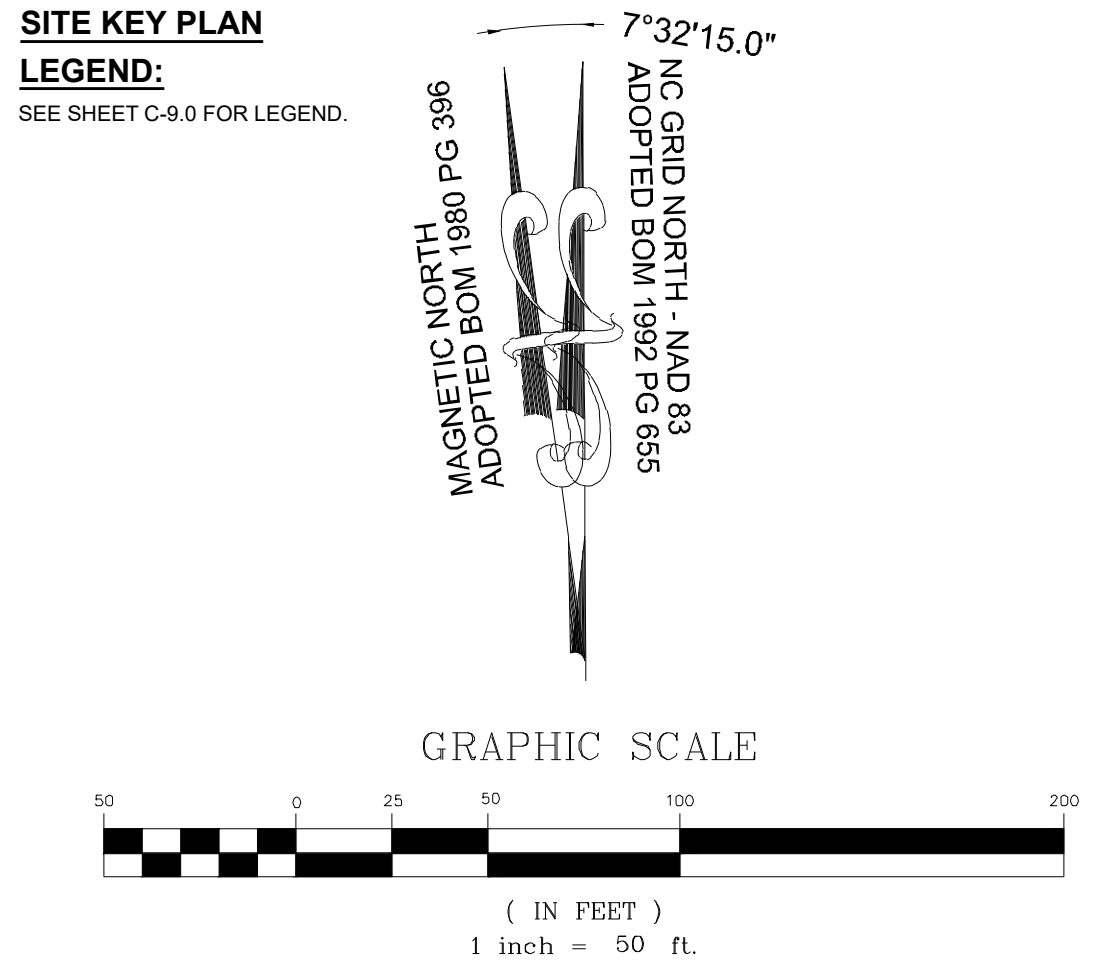 SITE KEY PLAN
LEGEND:
SEE SHEET C-9.0 FOR LEGEND.
7°32'15.0"
MAGNETIC NORTH
ADOPTED BOM 1980 PG 396
NC GRID NORTH - NAD 83
ADOPTED BOM 1992 PG 655
GRAPHIC SCALE
50 0 25 50 100 200
( IN FEET )
1 inch = 50 ft.